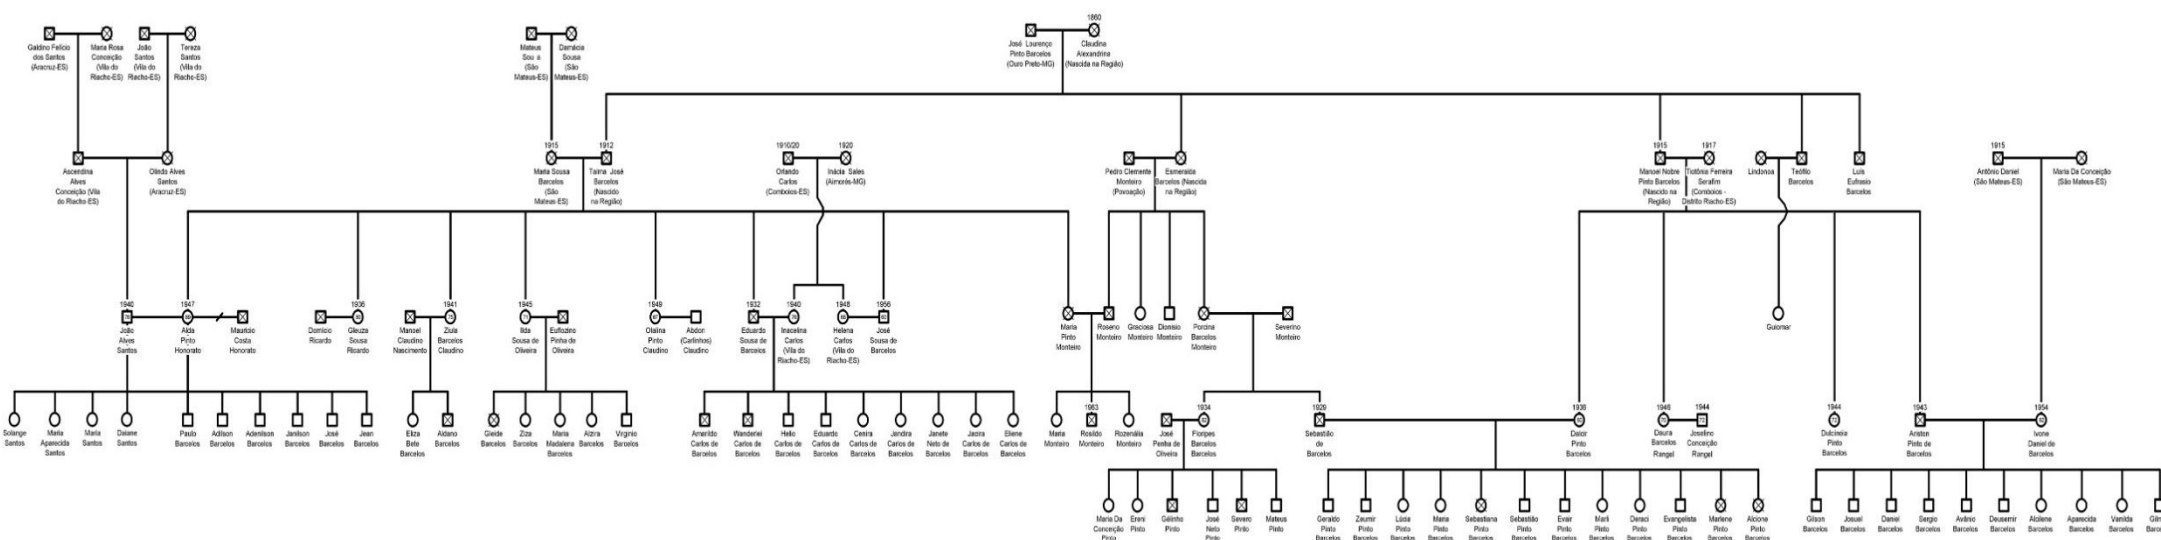 1860
Galdino Felício
dos Santos
(Aracruz-ES)
Maria Rosa
Conceição
(Vila do
Riacho-ES)
João
Santos
(Vila do
Riacho-ES)
Tereza
Santos
(Vila do
Riacho-ES)
Mateus
Sou a
(São
Mateus-ES)
Damácia
Sousa
(São
Mateus-ES)
José Lourenço
Pinto Barcelos
(Ouro Preto-MG)
Claudina
Alexandrina
(Nascida na Região)
1915
1912
1910/20
1920
1915
1917
1915
Ascendina
Alves
Conceição (Vila
do Riacho-ES)
Olindo Alves
Santos
(Aracruz-ES)
Maria Sousa
Barcelos
(São
Mateus-ES)
Talma José
Barcelos
(Nascido
na Região)
Orlando
Carlos
(Comboios-ES)
Inácia Sales
(Aimorés-MG)
Pedro Clemente
Monteiro
(Povoação)
Esmeralda
Barcelos (Nascida
na Região)
Manoel Nobre
Pinto Barcelos
(Nascido na
Região)
Tiotônia Ferreira
Serafim
(Comboios -
Distrito Riacho-ES)
Lindonoa
Teófilo
Barcelos
Luis
Eufrasio
Barcelos
Antônio Daniel
(São Mateus-ES)
Maria Da Conceição
(São Mateus-ES)
1940
1947
1936
1941
1945
1949
1932
1940
1948
1956
João
Alves
Santos
Alda
Pinto
Honorato
Maurício
Costa
Honorato
Domício
Ricardo
Gleuza
Sousa
Ricardo
Manoel
Claudino
Nascimento
Ziula
Barcelos
Claudino
Ilda
Sousa de
Oliveira
Eufiozino
Pinha de
Oliveira
Olalina
Pinto
Claudino
Abdon
(Carlinhos)
Claudino
Eduardo
Sousa de
Barcelos
Inacelina
Carlos
(Vila do
Riacho-ES)
Helena
Carlos
(Vila do
Riacho-ES)
José
Sousa de
Barcelos
Maria
Pinto
Monteiro
Roseno
Monteiro
Graciosa
Monteiro
Dionisio
Monteiro
Porcina
Barcelos
Monteiro
Severino
Monteiro
Guiomar
1963
1934
1929
1936
1946
1944
1944
1943
1954
Solange
Santos
Maria
Aparecida
Santos
Maria
Santos
Daiane
Santos
Paulo
Barcelos
Adilson
Barcelos
Adenilson
Barcelos
Janilson
Barcelos
José
Barcelos
Jean
Barcelos
Eliza
Bete
Barcelos
Aldano
Barcelos
Gleide
Barcelos
Ziza
Barcelos
Maria
Madalena
Barcelos
Alzira
Barcelos
Virginio
Barcelos
Amarildo
Carlos de
Barcelos
Wanderlei
Carlos de
Barcelos
Helio
Carlos de
Barcelos
Eduardo
Carlos de
Barcelos
Cenira
Carlos de
Barcelos
Jandira
Carlos de
Barcelos
Janete
Neto de
Barcelos
Jacira
Carlos de
Barcelos
Eliene
Carlos de
Barcelos
Maria
Monteiro
Rosildo
Monteiro
Rozenália
Monteiro
José
Penha de
Oliveira
Floripes
Barcelos
Barcelos
Sebastião
de
Barcelos
Dalor
Pinto
Barcelos
Daura
Barcelos
Rangel
Joselino
Conceição
Rangel
Dulcineia
Pinto
Barcelos
Ariston
Pinto de
Barcelos
Ivone
Daniel de
Barcelos
Maria Da
Conceição
Pinto
Ereni
Pinto
Gélinho
Pinto
José
Neto
Pinto
Severo
Pinto
Mateus
Pinto
Geraldo
Pinto
Barcelos
Zaumir
Pinto
Barcelos
Lúcia
Pinto
Barcelos
Maria
Pinto
Barcelos
Sebastiana
Pinto
Barcelos
Sebastião
Pinto
Barcelos
Evair
Pinto
Barcelos
Marli
Pinto
Barcelos
Deraci
Pinto
Barcelos
Evangelista
Pinto
Barcelos
Marlene
Pinto
Barcelos
Alcione
Pinto
Barcelos
Gilson
Barcelos
Josuel
Barcelos
Daniel
Barcelos
Sergio
Barcelos
Avânio
Barcelos
Deusemir
Barcelos
Alcilene
Barcelos
Aparecida
Barcelos
Vanilda
Barcelos